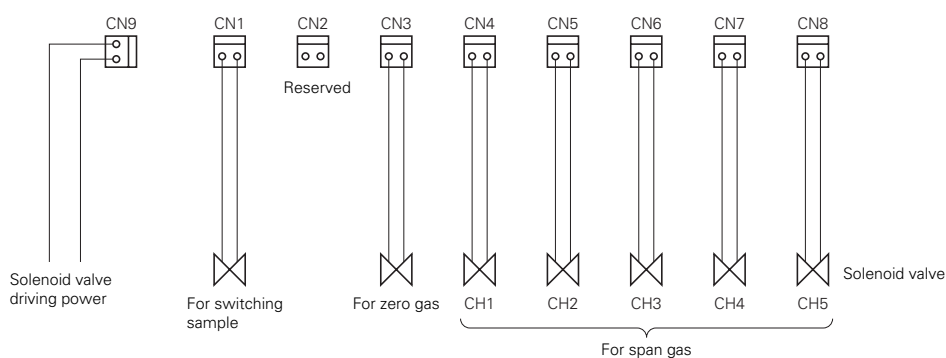 CN9 CN1 CN2 CN3 CN4 CN5 CN6 CN7 CN8
Reserved
Solenoid valve
driving power
For switching
sample
For zero gas
CH1 CH2 CH3 CH4 CH5
Solenoid valve
For span gas